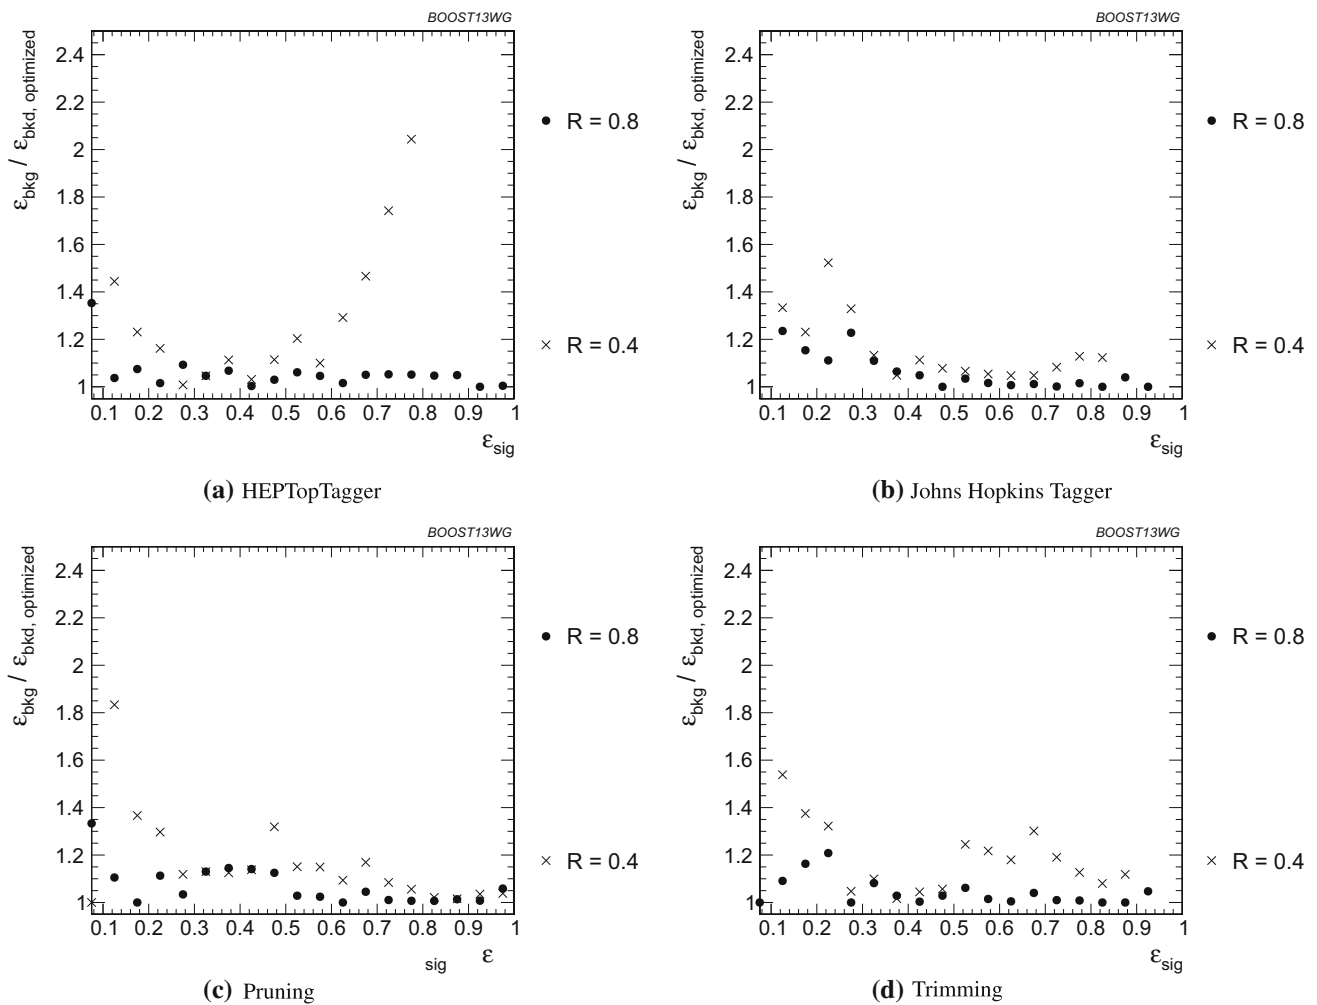 BOOST13WG
ε_bkg / ε_bkd, optimized
2.4
2.2
2
1.8
1.6
1.4
1.2
1
0.1 0.2 0.3 0.4 0.5 0.6 0.7 0.8 0.9 1
ε_sig
R = 0.8
R = 0.4
(a) HEPTopTagger
BOOST13WG
ε_bkg / ε_bkd, optimized
2.4
2.2
2
1.8
1.6
1.4
1.2
1
0.1 0.2 0.3 0.4 0.5 0.6 0.7 0.8 0.9 1
ε_sig
R = 0.8
R = 0.4
(b) Johns Hopkins Tagger
BOOST13WG
ε_bkg / ε_bkd, optimized
2.4
2.2
2
1.8
1.6
1.4
1.2
1
0.1 0.2 0.3 0.4 0.5 0.6 0.7 0.8 0.9 1
sig ε
R = 0.8
R = 0.4
(c) Pruning
BOOST13WG
ε_bkg / ε_bkd, optimized
2.4
2.2
2
1.8
1.6
1.4
1.2
1
0.1 0.2 0.3 0.4 0.5 0.6 0.7 0.8 0.9 1
ε_sig
R = 0.8
R = 0.4
(d) Trimming